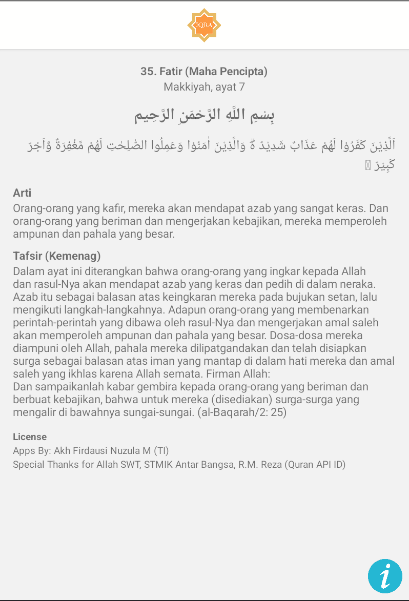 IQRA
35. Fatir (Maha Pencipta)
Makkiyah, ayat 7
بِسْمِ اللَّهِ الرَّحْمَنِ الرَّحِيم
اَلَّذِيْنَ كَفَرُوْا لَهُمْ عَذَابٌ شَدِيْدٌ ەۗ وَالَّذِيْنَ اٰمَنُوْا وَعَمِلُوا الصّٰلِحٰتِ لَهُمْ مَّغْفِرَةٌ وَّاَجْرٌ
كَبِيْرٌ
Arti
Orang-orang yang kafir, mereka akan mendapat azab yang sangat keras. Dan
orang-orang yang beriman dan mengerjakan kebajikan, mereka memperoleh
ampunan dan pahala yang besar.
Tafsir (Kemenag)
Dalam ayat ini diterangkan bahwa orang-orang yang ingkar kepada Allah
dan rasul-Nya akan mendapat azab yang keras dan pedih di dalam neraka.
Azab itu sebagai balasan atas keingkaran mereka pada bujukan setan, lalu
mengikuti langkah-langkahnya. Adapun orang-orang yang membenarkan
perintah-perintah yang dibawa oleh rasul-Nya dan mengerjakan amal saleh
akan memperoleh ampunan dan pahala yang besar. Dosa-dosa mereka
diampuni oleh Allah, pahala mereka dilipatgandakan dan telah disiapkan
surga sebagai balasan atas iman yang mantap di dalam hati mereka dan amal
saleh yang ikhlas karena Allah semata. Firman Allah:
Dan sampaikanlah kabar gembira kepada orang-orang yang beriman dan
berbuat kebajikan, bahwa untuk mereka (disediakan) surga-surga yang
mengalir di bawahnya sungai-sungai. (al-Baqarah/2: 25)
License
Apps By: Akh Firdausi Nuzula M (TI)
Special Thanks for Allah SWT, STMIK Antar Bangsa, R.M. Reza (Quran API ID)
i